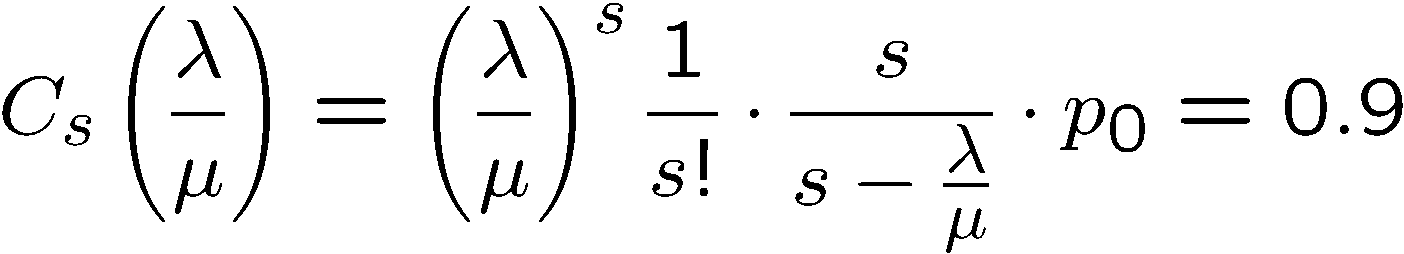 C_s(λ/μ) = (λ/μ)^s 1/s! · s/(s − λ/μ) · p_0 = 0.9